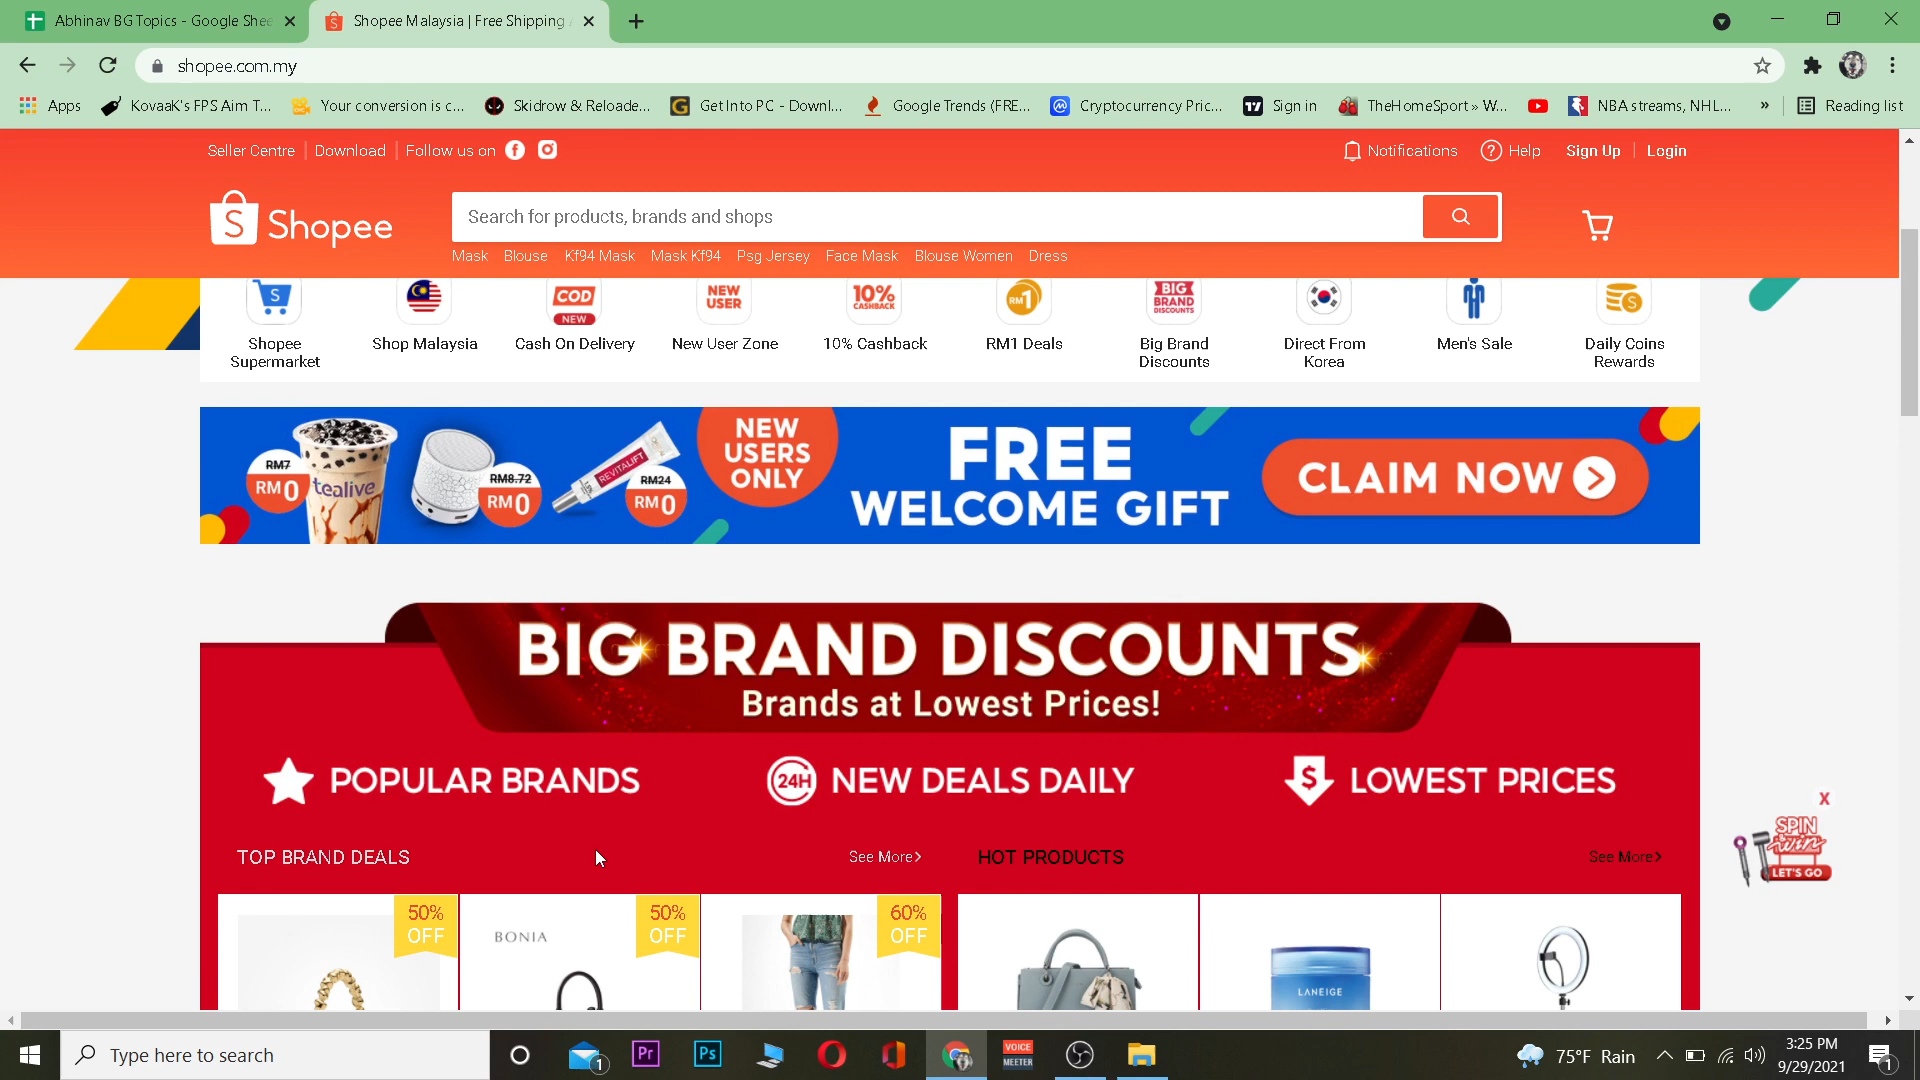 Abhinav BG Topics - Google Shee
Shopee Malaysia | Free Shipping
shopee.com.my
Apps
KovaaK's FPS Aim T...
Your conversion is c...
Skidrow & Reloade...
Get Into PC - Downl...
Google Trends (FRE...
Cryptocurrency Pric...
Sign in
TheHomeSport » W...
NBA streams, NHL...
»
Reading list
Seller Centre
Download
Follow us on
Notifications
Help
Sign Up
Login
Shopee
Search for products, brands and shops
Mask Blouse Kf94 Mask Mask Kf94 Psg Jersey Face Mask Blouse Women Dress
COD
NEW
NEW
USER
10%
CASHBACK
RM1
BIG
BRAND
DISCOUNTS
Shopee
Supermarket
Shop Malaysia
Cash On Delivery
New User Zone
10% Cashback
RM1 Deals
Big Brand
Discounts
Direct From
Korea
Men's Sale
Daily Coins
Rewards
RM7
RM0
tealive
RM8.72
RM0
REVITALIFT
RM24
RM0
NEW
USERS
ONLY
FREE
WELCOME GIFT
CLAIM NOW
BIG BRAND DISCOUNTS
Brands at Lowest Prices!
POPULAR BRANDS
24H
NEW DEALS DAILY
$
LOWEST PRICES
X
SPIN
win
LET'S GO
TOP BRAND DEALS
See More
HOT PRODUCTS
See More
50%
OFF
BONIA
50%
OFF
60%
OFF
LANEIGE
Type here to search
1
Pr
Ps
VOICE
MEETER
75°F Rain
3:25 PM
9/29/2021
1